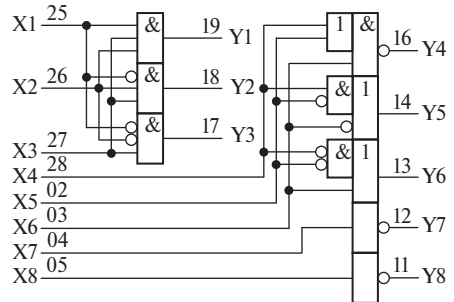 X1 25 & 19 Y1 1 & 16 Y4
X2 26 & 18 Y2 & 1 14 Y5
X3 27 & 17 Y3 & 1 13 Y6
X4 28
X5 02
X6 03 12 Y7
X7 04
X8 05 11 Y8